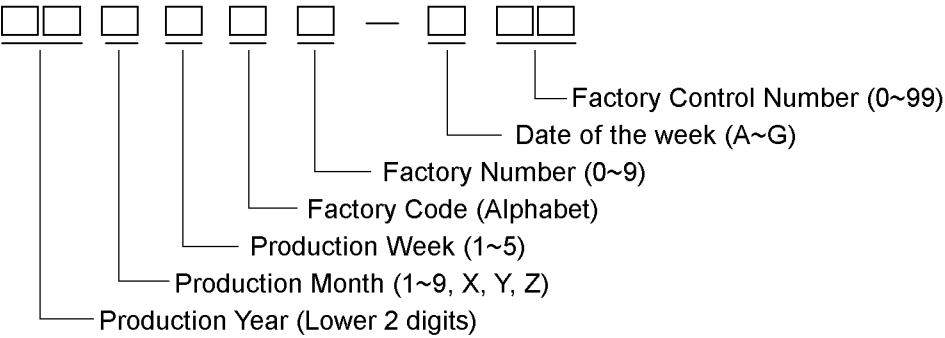 Factory Control Number (0~99)
Date of the week (A~G)
Factory Number (0~9)
Factory Code (Alphabet)
Production Week (1~5)
Production Month (1~9, X, Y, Z)
Production Year (Lower 2 digits)